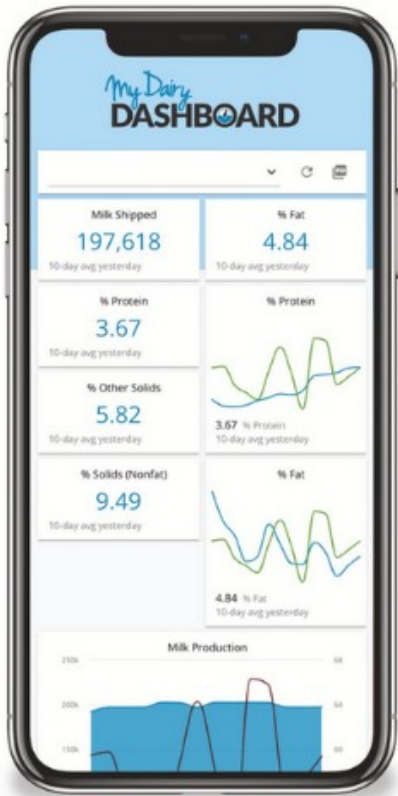 My Dairy
DASHBOARD
Milk Shipped
197,618
10-day avg yesterday
% Fat
4.84
10-day avg yesterday
% Protein
3.67
10-day avg yesterday
% Protein
3.67 % Protein
10-day avg yesterday
% Other Solids
5.82
10-day avg yesterday
% Solids (Nonfat)
9.49
10-day avg yesterday
% Fat
4.84 % Fat
10-day avg yesterday
Milk Production
250k 68
200k 64
150k 60